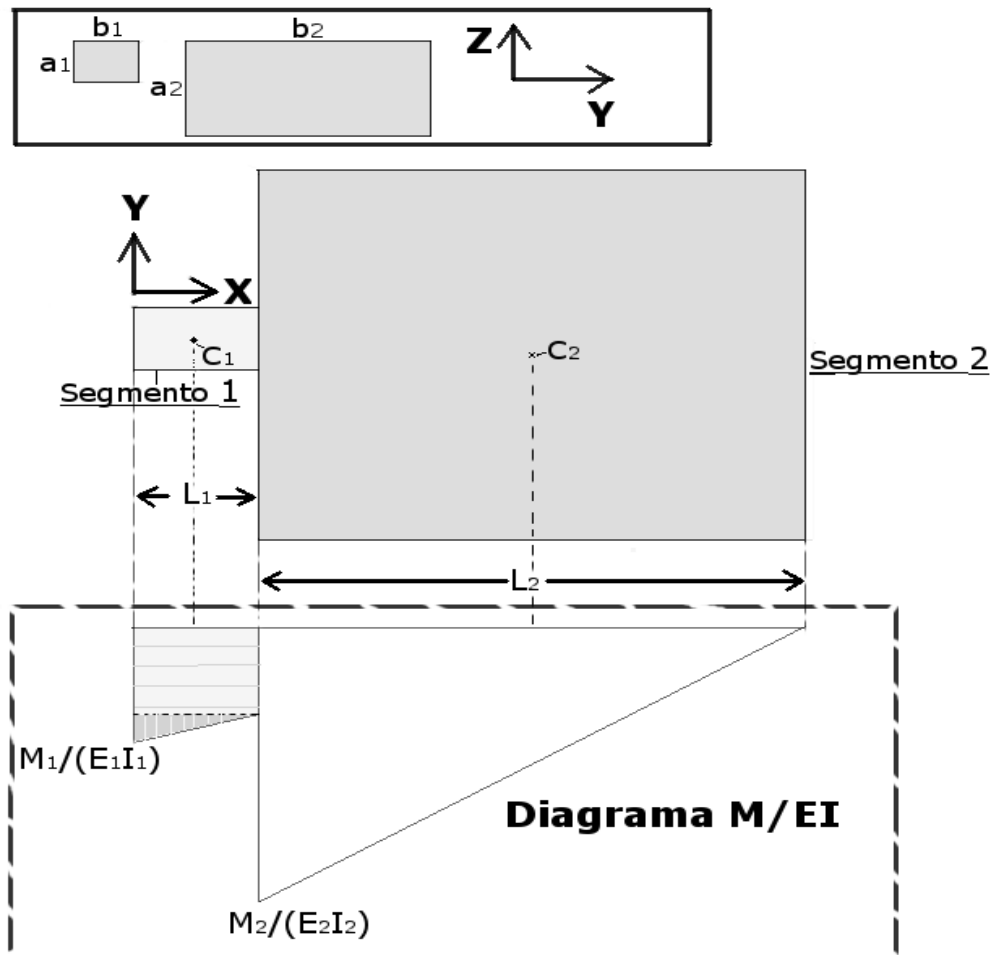 b₁
b₂
a₁
a₂
Z
Y
Y
X
C₁
C₂
Segmento 1
Segmento 2
L₁
L₂
M₁/(E₁I₁)
Diagrama M/EI
M₂/(E₂I₂)